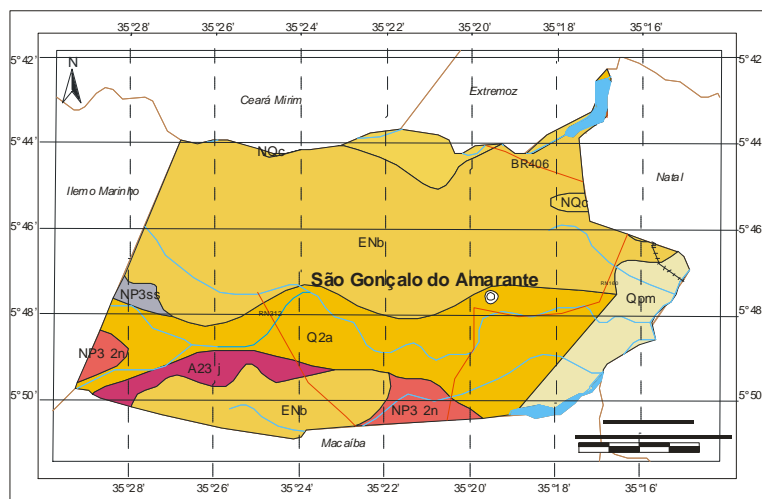 35°28' 35°26' 35°24' 35°22' 35°20' 35°18' 35°16'
5°42' 5°42'
N
Ceará Mirim
Extremoz
5°44' 5°44'
NQc
BR406
Ielmo Marinho
Natal
NQc
5°46' 5°46'
ENb
São Gonçalo do Amarante
NP3ss
RN160
Qpm
5°48' 5°48'
RN312
Q2a
NP3 2n
A23 j
5°50' 5°50'
ENb
NP3 2n
Macaíba
35°28' 35°26' 35°24' 35°22' 35°20' 35°18' 35°16'